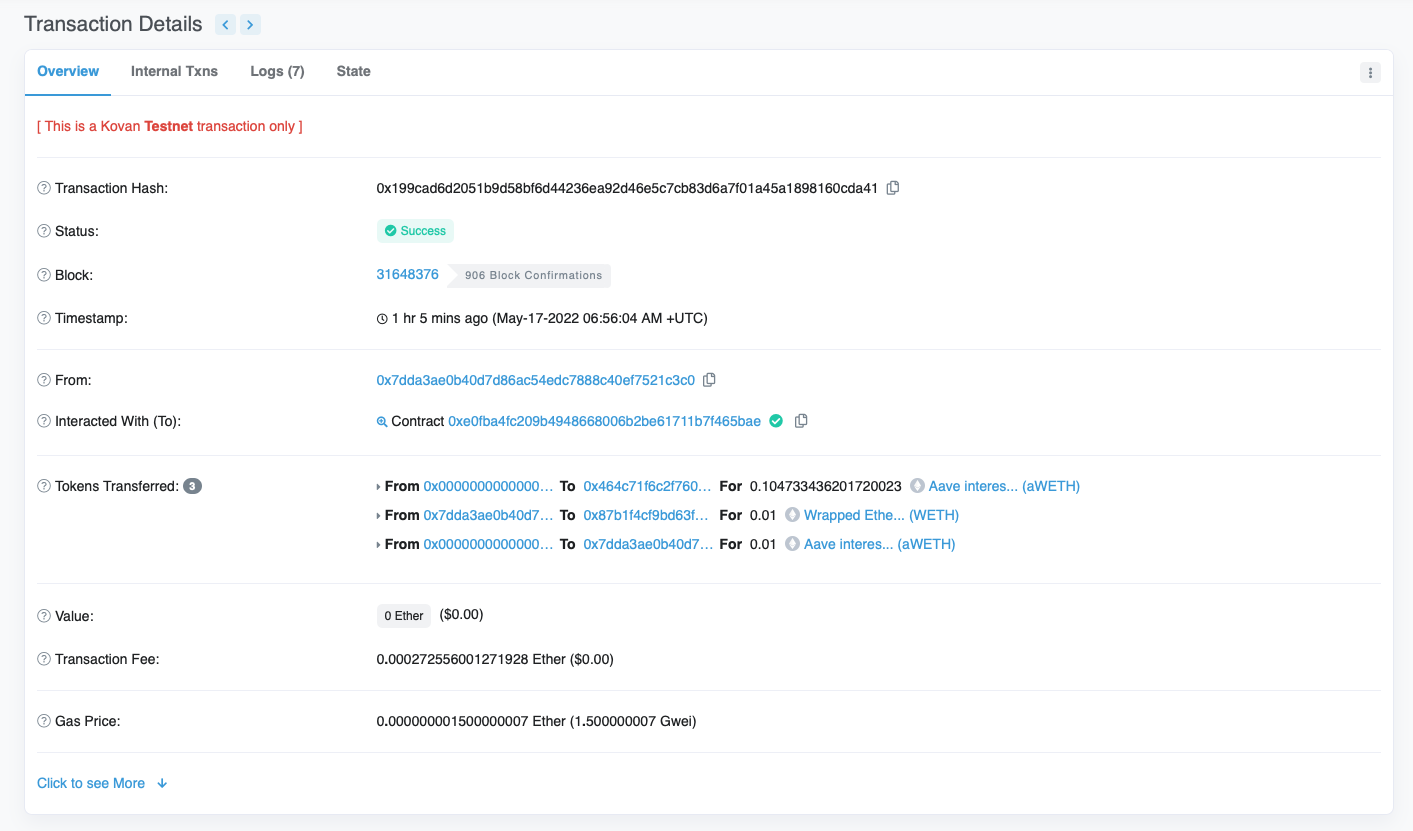 Transaction Details
Overview Internal Txns Logs (7) State
[ This is a Kovan Testnet transaction only ]
Transaction Hash: 0x199cad6d2051b9d58bf6d44236ea92d46e5c7cb83d6a7f01a45a1898160cda41
Status: Success
Block: 31648376 906 Block Confirmations
Timestamp: 1 hr 5 mins ago (May-17-2022 06:56:04 AM +UTC)
From: 0x7dda3ae0b40d7d86ac54edc7888c40ef7521c3c0
Interacted With (To): Contract 0xe0fba4fc209b4948668006b2be61711b7f465bae
Tokens Transferred: 3 From 0x0000000000000... To 0x464c71f6c2f760... For 0.104733436201720023 Aave interes... (aWETH)
From 0x7dda3ae0b40d7... To 0x87b1f4cf9bd63f... For 0.01 Wrapped Ethe... (WETH)
From 0x0000000000000... To 0x7dda3ae0b40d7... For 0.01 Aave interes... (aWETH)
Value: 0 Ether ($0.00)
Transaction Fee: 0.000272556001271928 Ether ($0.00)
Gas Price: 0.000000001500000007 Ether (1.500000007 Gwei)
Click to see More